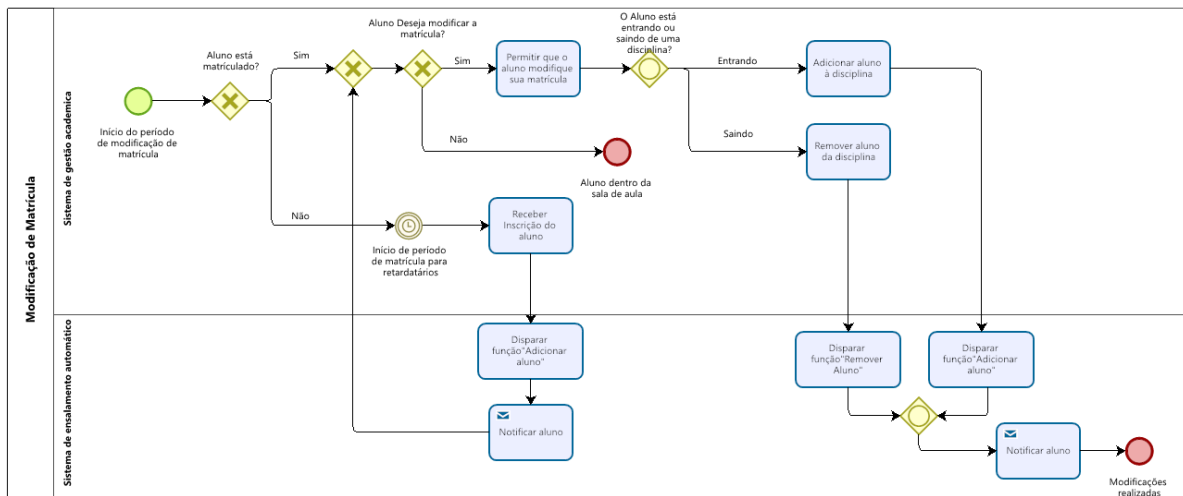 Modificação de Matrícula
Sistema de gestão academica
Início do período
de modificação de
matrícula
Aluno está
matrículado?
Sim
Não
Aluno Deseja modificar a
matrícula?
Sim
Não
Permitir que o
aluno modifique
sua matrícula
O Aluno está
entrando ou
saindo de uma
disciplina?
Entrando
Saindo
Adicionar aluno
à disciplina
Remover aluno
da disciplina
Aluno dentro da
sala de aula
Início de período
de matrícula para
retardatários
Receber
Inscrição do
aluno
Sistema de ensalamento automático
Disparar
função"Adicionar
aluno"
Notificar aluno
Disparar
função"Remover
Aluno"
Disparar
função"Adicionar
aluno"
Notificar aluno
Modificações
realizadas